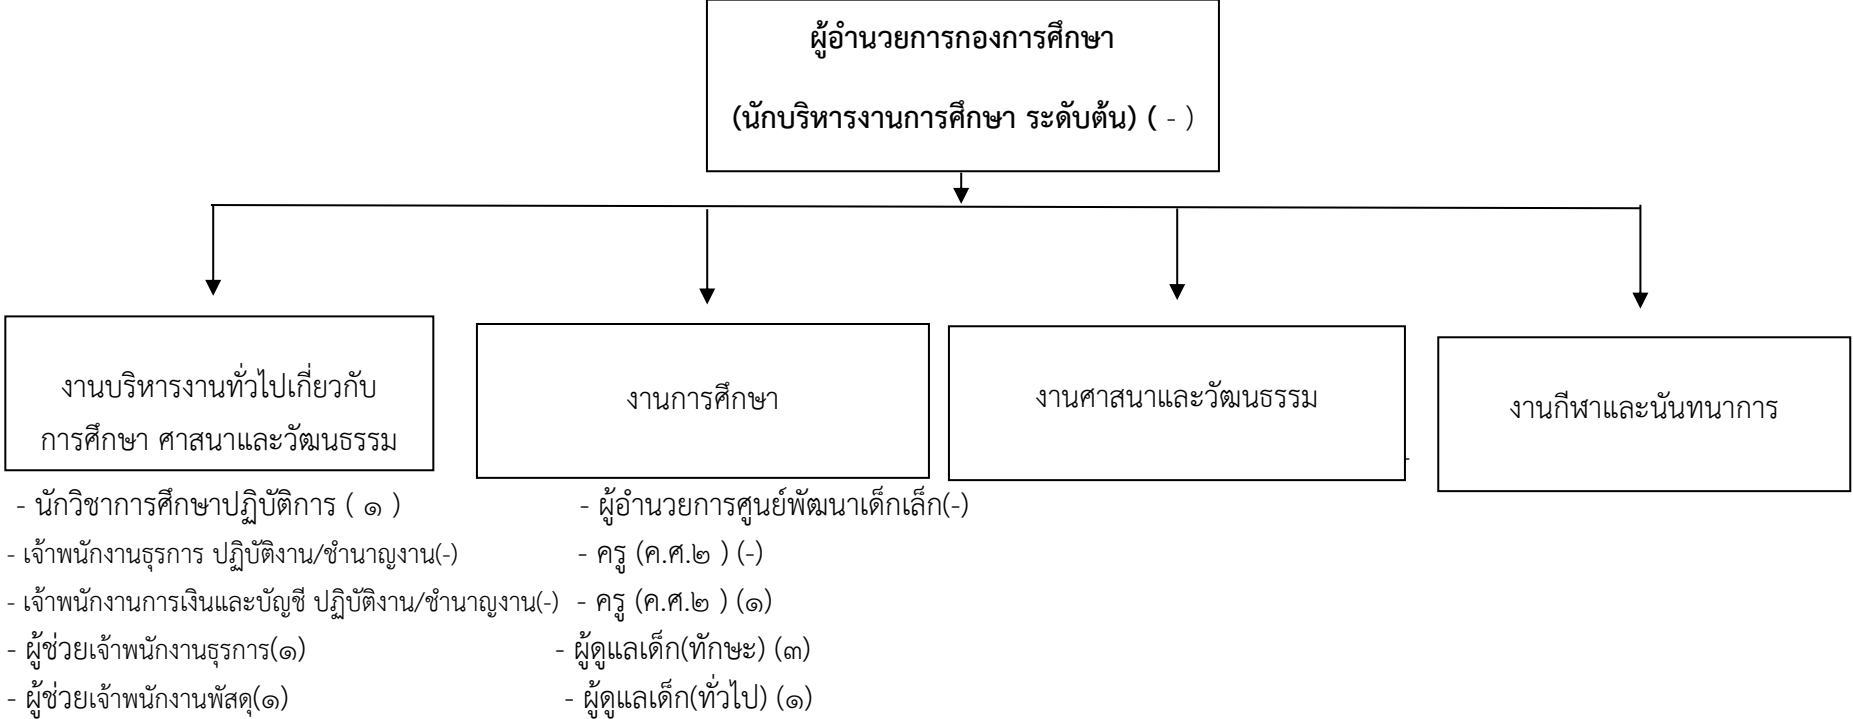 ผู้อำนวยการกองการศึกษา
(นักบริหารงานการศึกษา ระดับต้น) ( - )
งานบริหารงานทั่วไปเกี่ยวกับ
การศึกษา ศาสนาและวัฒนธรรม
งานการศึกษา
งานศาสนาและวัฒนธรรม
งานกีฬาและนันทนาการ
- นักวิชาการศึกษาปฏิบัติการ ( ๑ )
- เจ้าพนักงานธุรการ ปฏิบัติงาน/ชำนาญงาน(-)
- เจ้าพนักงานการเงินและบัญชี ปฏิบัติงาน/ชำนาญงาน(-)
- ผู้ช่วยเจ้าพนักงานธุรการ(๑)
- ผู้ช่วยเจ้าพนักงานพัสดุ(๑)
- ผู้อำนวยการศูนย์พัฒนาเด็กเล็ก(-)
- ครู (ค.ศ.๒ ) (-)
- ครู (ค.ศ.๒ ) (๑)
- ผู้ดูแลเด็ก(ทักษะ) (๓)
- ผู้ดูแลเด็ก(ทั่วไป) (๑)